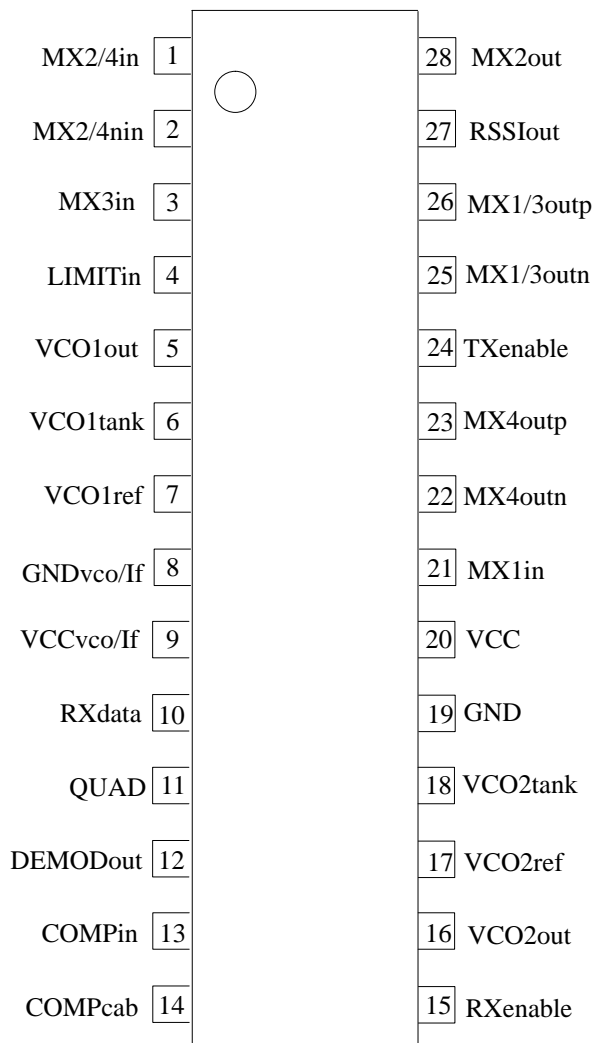 MX2/4in 1 28 MX2out
MX2/4nin 2 27 RSSIout
MX3in 3 26 MX1/3outp
LIMITin 4 25 MX1/3outn
VCO1out 5 24 TXenable
VCO1tank 6 23 MX4outp
VCO1ref 7 22 MX4outn
GNDvco/If 8 21 MX1in
VCCvco/If 9 20 VCC
RXdata 10 19 GND
QUAD 11 18 VCO2tank
DEMODout 12 17 VCO2ref
COMPin 13 16 VCO2out
COMPcab 14 15 RXenable